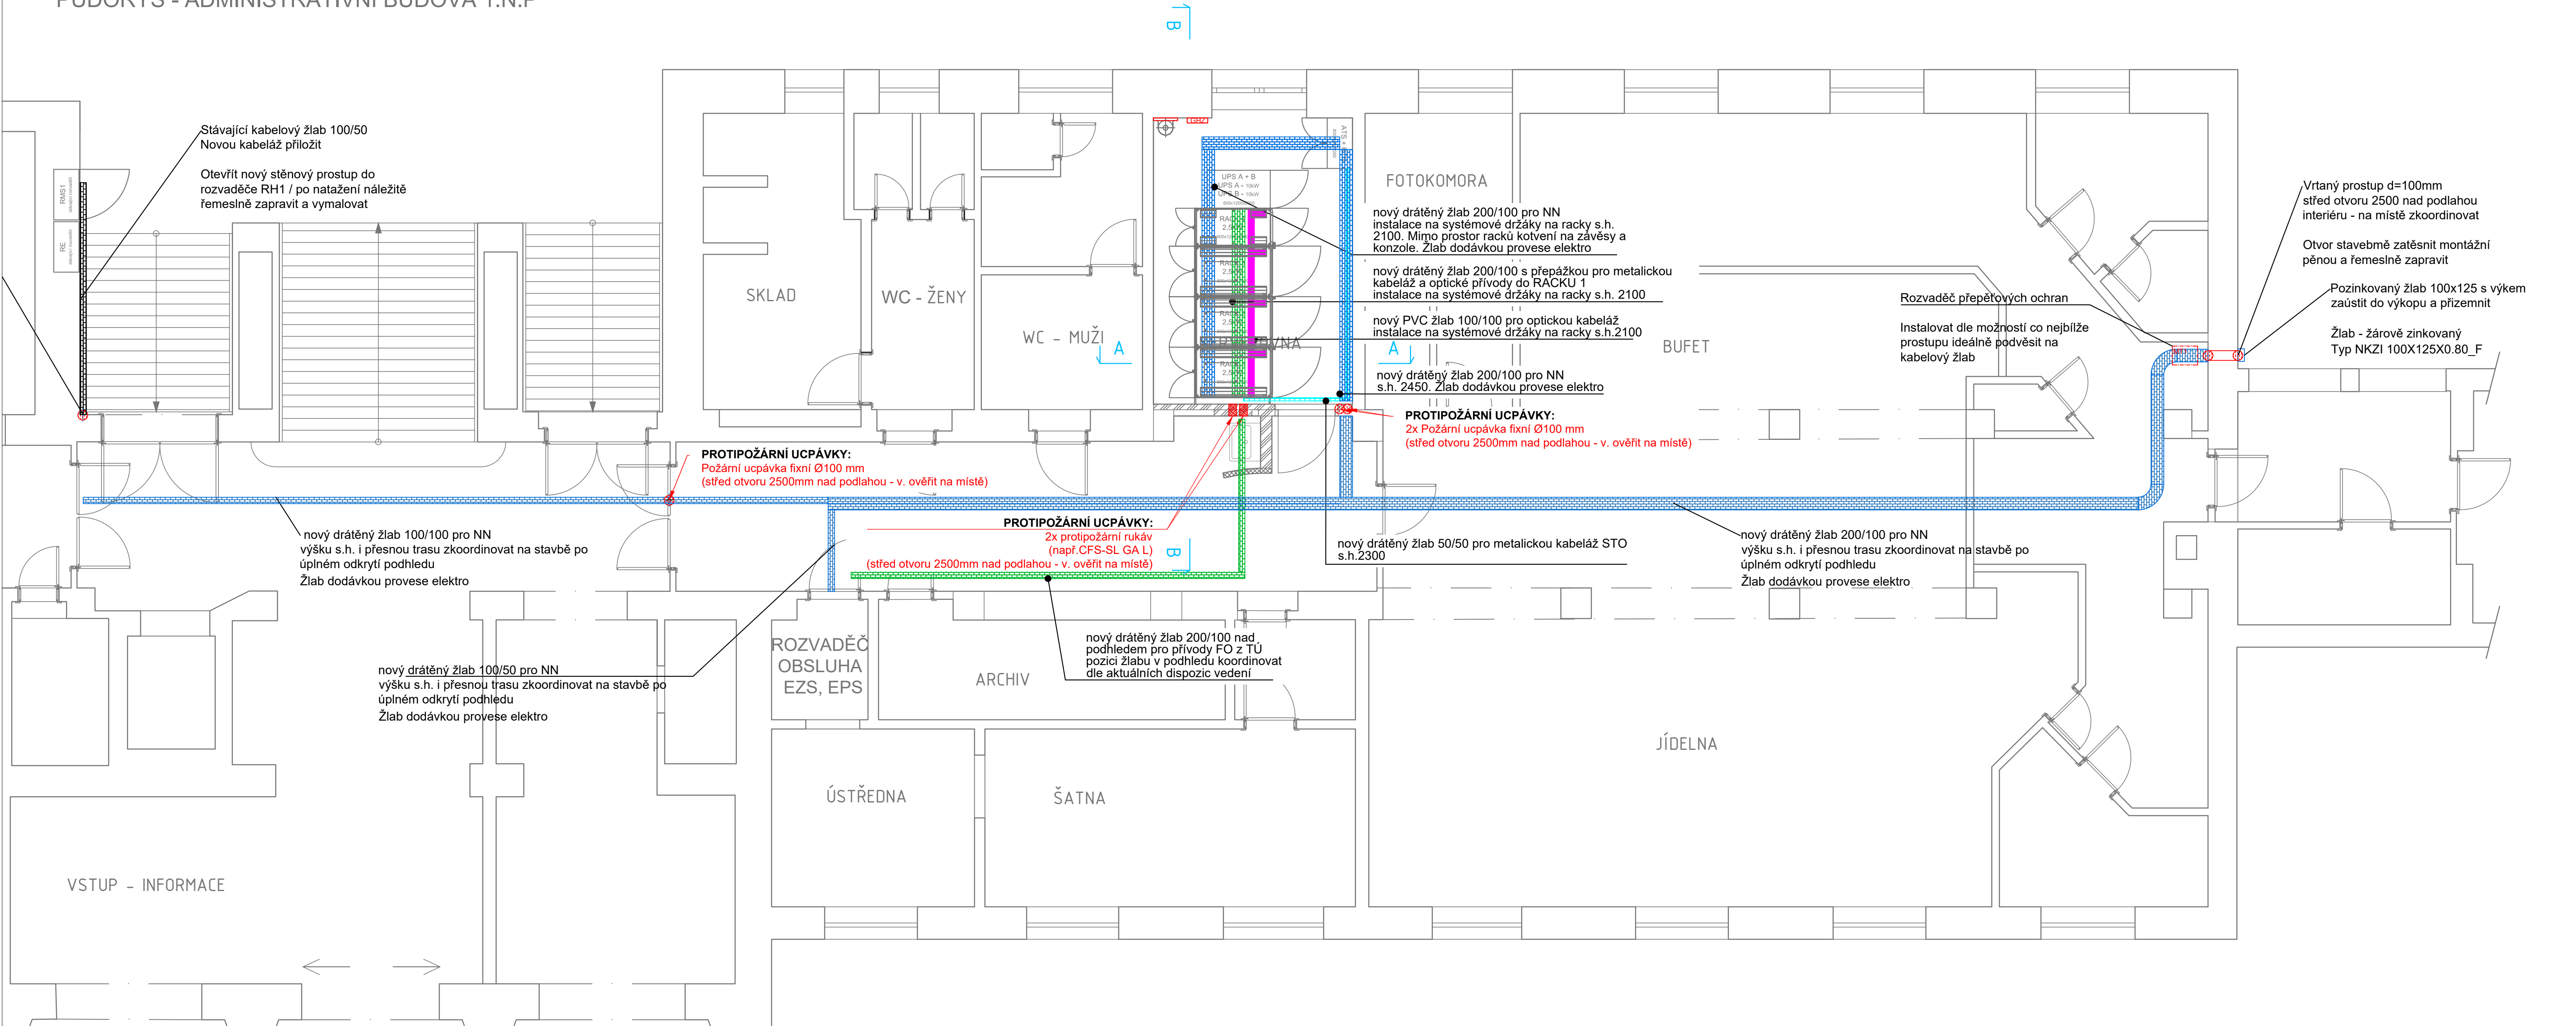 PŮDORYS - ADMINISTRATIVNÍ BUDOVA 1.N.P
B
Stávající kabelový žlab 100/50
Novou kabeláž přiložit
Otevřít nový stěnový prostup do
rozvaděče RH1 / po natažení náležitě
řemeslně zapravit a vymalovat
RMS1
RE
SKLAD
WC - ŽENY
WC - MUŽI
A
UPS A + B
UPS A - 10kW
UPS B - 10kW
ATS
FOTOKOMORA
nový drátěný žlab 200/100 pro NN
instalace na systémové držáky na racky s.h.
2100. Mimo prostor racků kotvení na závěsy a
konzole. Žlab dodávkou provese elektro
nový drátěný žlab 200/100 s přepážkou pro metalickou
kabeláž a optické přívody do RACKU 1
instalace na systémové držáky na racky s.h. 2100
nový PVC žlab 100/100 pro optickou kabeláž
instalace na systémové držáky na racky s.h.2100
A
nový drátěný žlab 200/100 pro NN
s.h. 2450. Žlab dodávkou provese elektro
BUFET
Rozvaděč přepěťových ochran
Instalovat dle možností co nejbíže
prostupu ideálně podvěsit na
kabelový žlab
Vrtaný prostup d=100mm
střed otvoru 2500 nad podlahou
interiéru - na místě zkoordinovat
Otvor stavebmě zatěsnit montážní
pěnou a řemeslně zapravit
Pozinkovaný žlab 100x125 s výkem
zaústit do výkopu a přizemnit
Žlab - žárově zinkovaný
Typ NKZI 100X125X0.80_F
PROTIPOŽÁRNÍ UCPÁVKY:
2x Požární ucpávka fixní Ø100 mm
(střed otvoru 2500mm nad podlahou - v. ověřit na místě)
PROTIPOŽÁRNÍ UCPÁVKY:
Požární ucpávka fixní Ø100 mm
(střed otvoru 2500mm nad podlahou - v. ověřit na místě)
PROTIPOŽÁRNÍ UCPÁVKY:
2x protipožární rukáv
(např.CFS-SL GA L)
(střed otvoru 2500mm nad podlahou - v. ověřit na místě)
B
nový drátěný žlab 50/50 pro metalickou kabeláž STO
s.h.2300
nový drátěný žlab 100/100 pro NN
výšku s.h. i přesnou trasu zkoordinovat na stavbě po
úplném odkrytí podhledu
Žlab dodávkou provese elektro
nový drátěný žlab 200/100 pro NN
výšku s.h. i přesnou trasu zkoordinovat na stavbě po
úplném odkrytí podhledu
Žlab dodávkou provese elektro
nový drátěný žlab 100/50 pro NN
výšku s.h. i přesnou trasu zkoordinovat na stavbě po
úplném odkrytí podhledu
Žlab dodávkou provese elektro
ROZVADĚČ
OBSLUHA
EZS, EPS
ARCHIV
nový drátěný žlab 200/100 nad
podhledem pro přívody FO z TÚ
pozici žlabu v podhledu koordinovat
dle aktuálních dispozic vedení
JÍDELNA
ÚSTŘEDNA
ŠATNA
VSTUP - INFORMACE